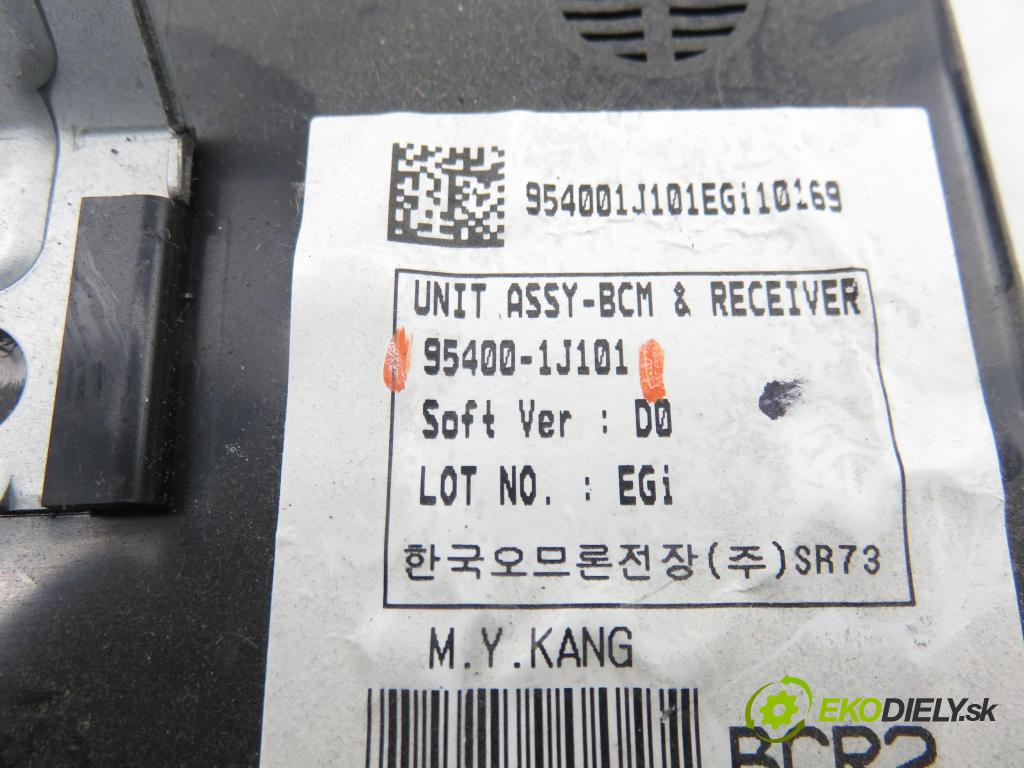 954001J101EGi10169
UNIT ASSY-BCM & RECEIVER
95400-1J101
Soft Ver : D0
LOT NO. : EGi
한국오므론전장(주)SR73
M.Y.KANG
BCR2
EKODIELY.sk